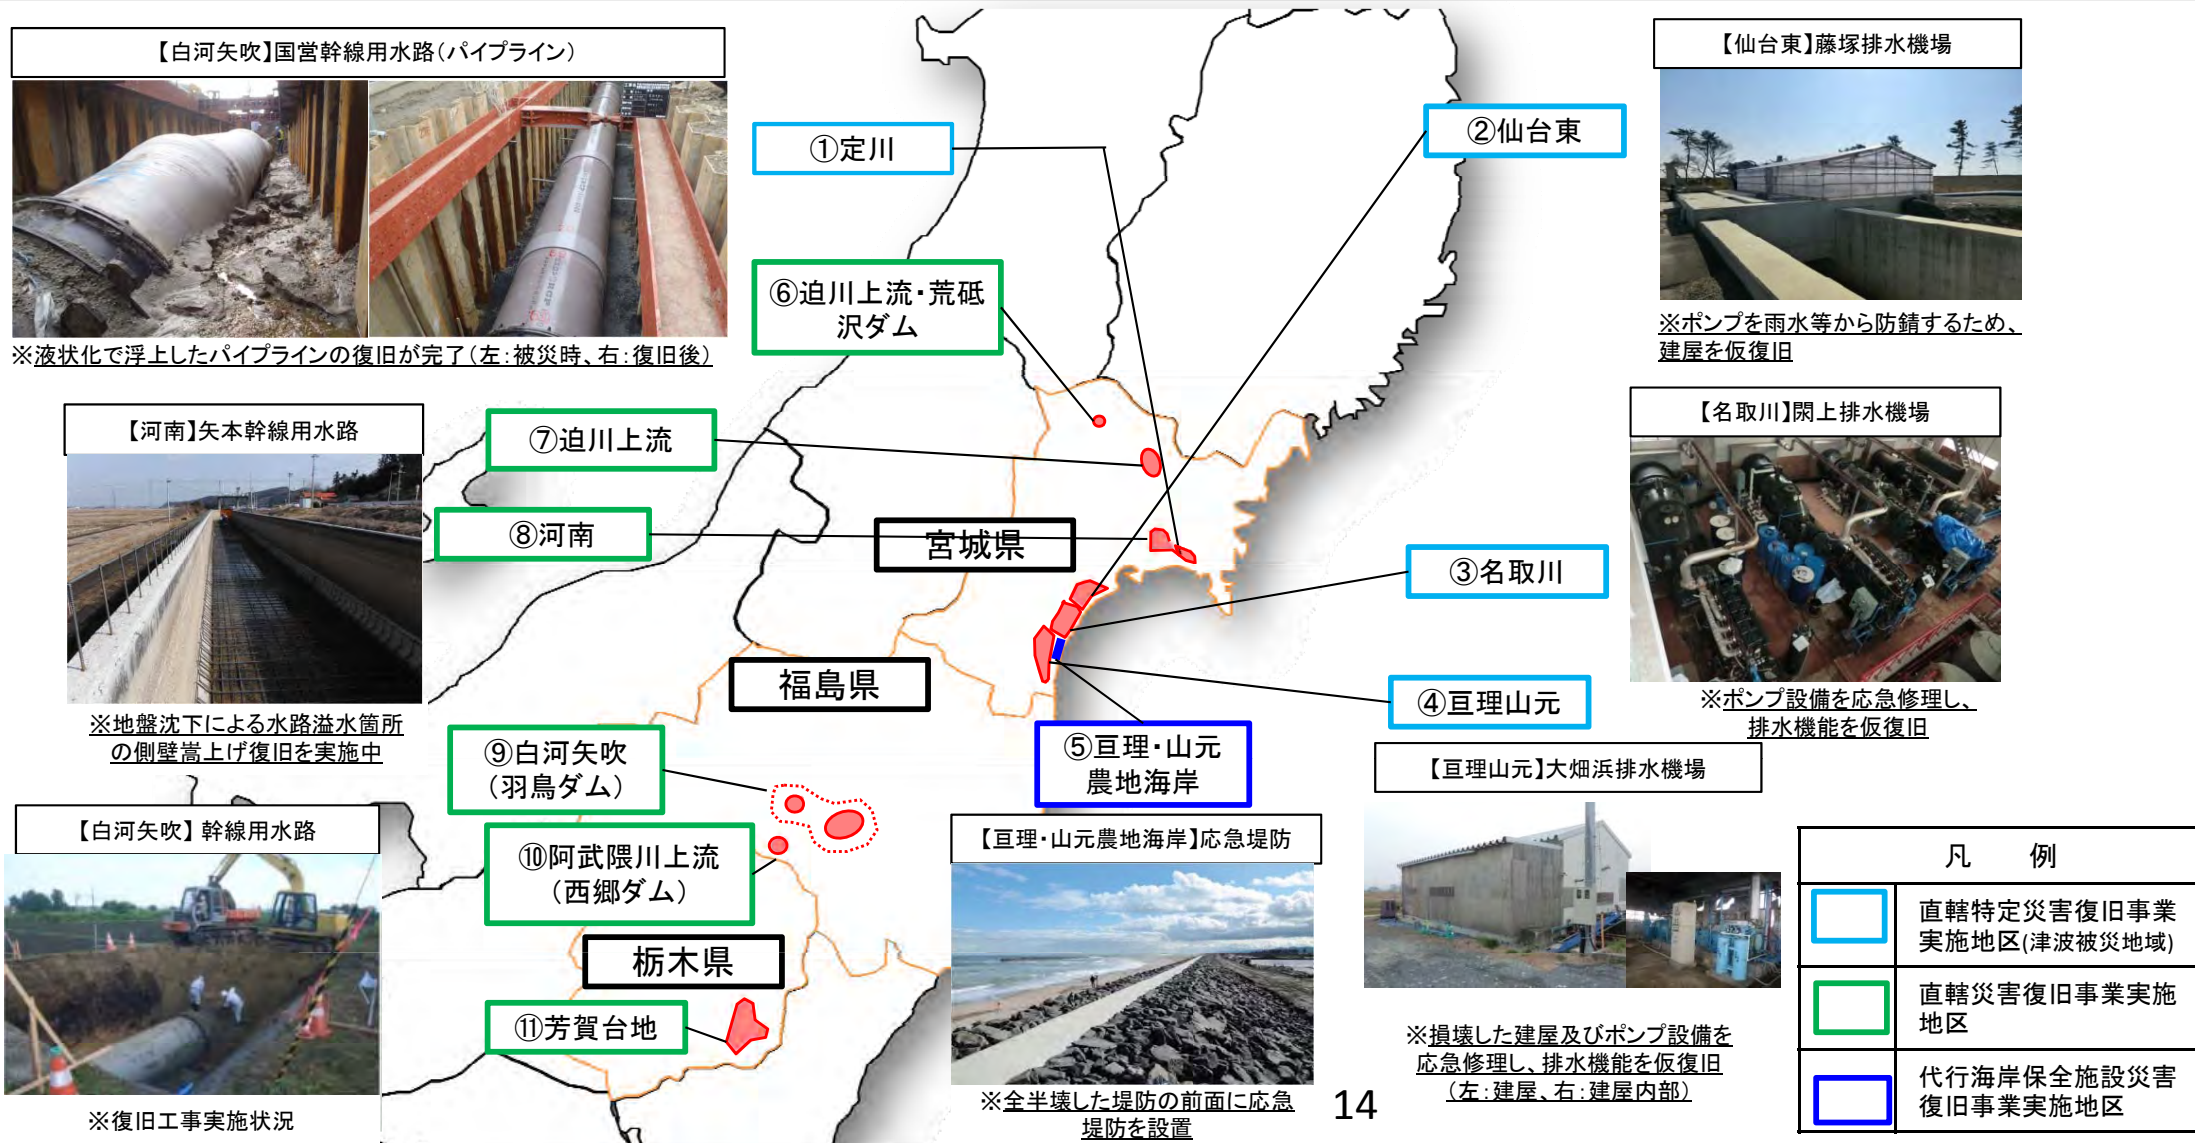 【白河矢吹】国営幹線用水路(パイプライン)
※液状化で浮上したパイプラインの復旧が完了(左:被災時、右:復旧後)
【河南】矢本幹線用水路
※地盤沈下による水路溢水箇所
の側壁嵩上げ復旧を実施中
【白河矢吹】 幹線用水路
※復旧工事実施状況
①定川
②仙台東
⑥迫川上流・荒砥
沢ダム
⑦迫川上流
⑧河南
宮城県
③名取川
福島県
④亘理山元
⑤亘理・山元
農地海岸
⑨白河矢吹
(羽鳥ダム)
⑩阿武隈川上流
(西郷ダム)
栃木県
⑪芳賀台地
【亘理・山元農地海岸】応急堤防
※全半壊した堤防の前面に応急
堤防を設置
【仙台東】藤塚排水機場
※ポンプを雨水等から防錆するため、
建屋を仮復旧
【名取川】閖上排水機場
※ポンプ設備を応急修理し、
排水機能を仮復旧
【亘理山元】大畑浜排水機場
※損壊した建屋及びポンプ設備を
応急修理し、排水機能を仮復旧
(左:建屋、右:建屋内部)
凡 例
直轄特定災害復旧事業
実施地区(津波被災地域)
直轄災害復旧事業実施
地区
代行海岸保全施設災害
復旧事業実施地区
14